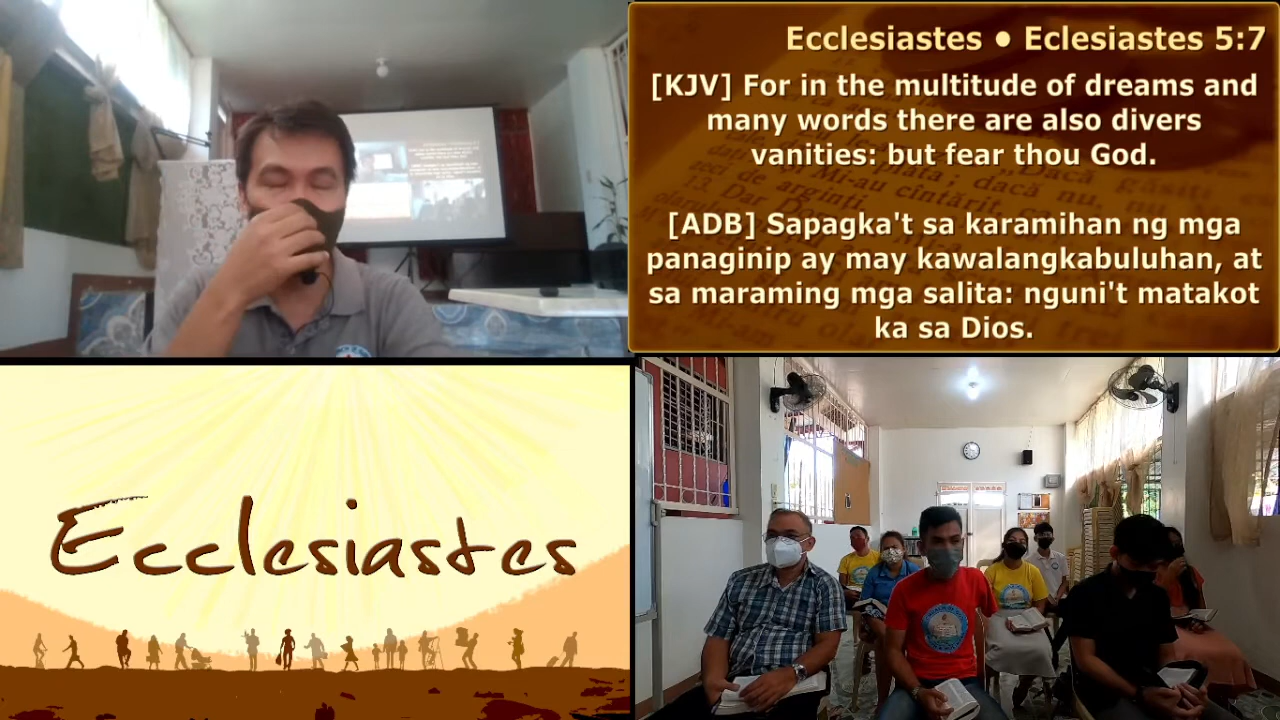 Ecclesiastes ● Eclesiastes 5:7
[KJV] For in the multitude of dreams and
many words there are also divers
vanities: but fear thou God.
[ADB] Sapagka't sa karamihan ng mga
panaginip ay may kawalangkabuluhan, at
sa maraming mga salita: nguni't matakot
ka sa Dios.
Ecclesiastes